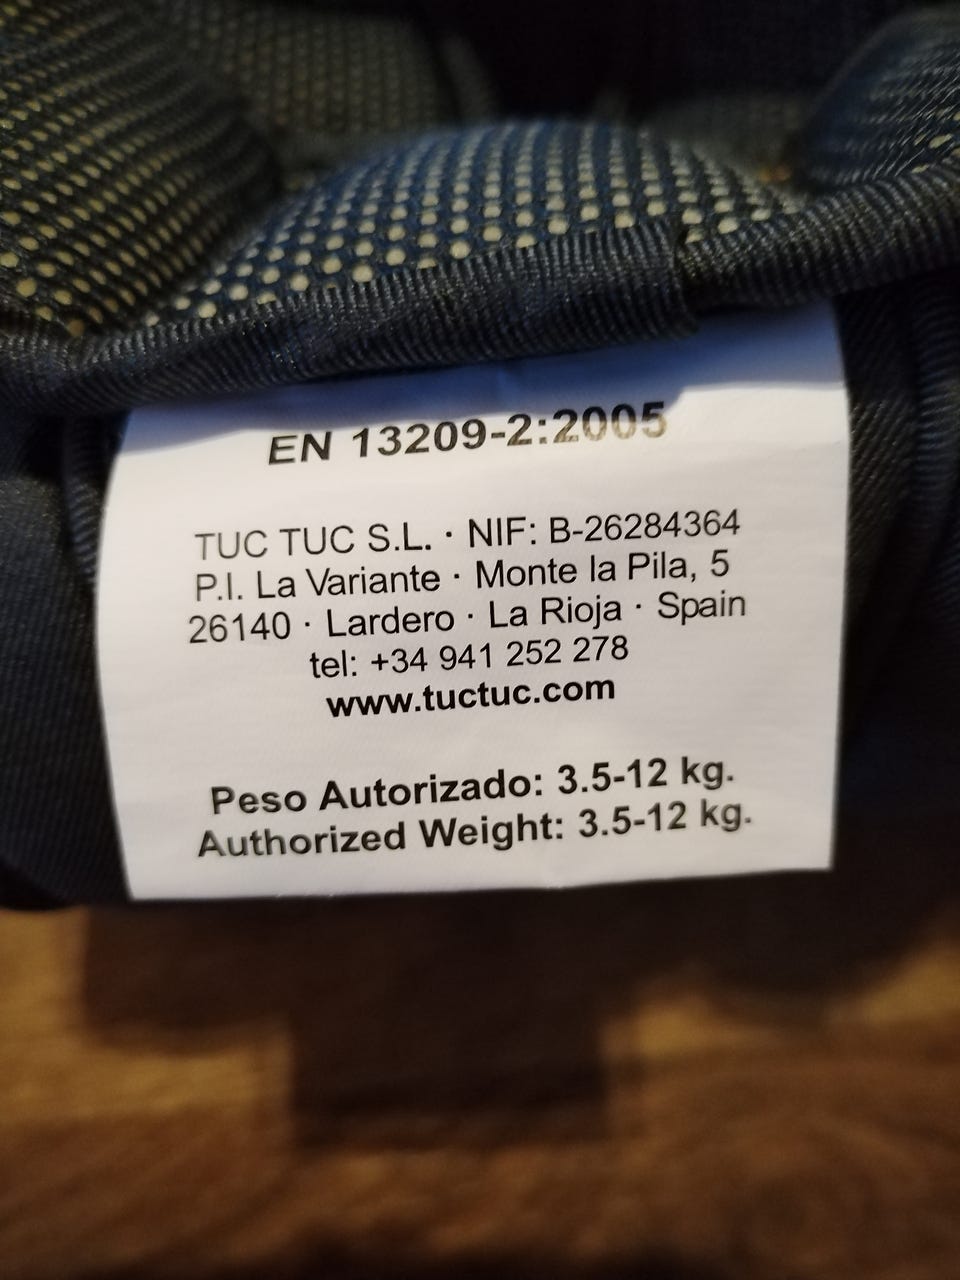 EN 13209-2:2005
TUC TUC S.L. · NIF: B-26284364
P.I. La Variante · Monte la Pila, 5
26140 · Lardero · La Rioja · Spain
tel: +34 941 252 278
www.tuctuc.com
Peso Autorizado: 3.5-12 kg.
Authorized Weight: 3.5-12 kg.